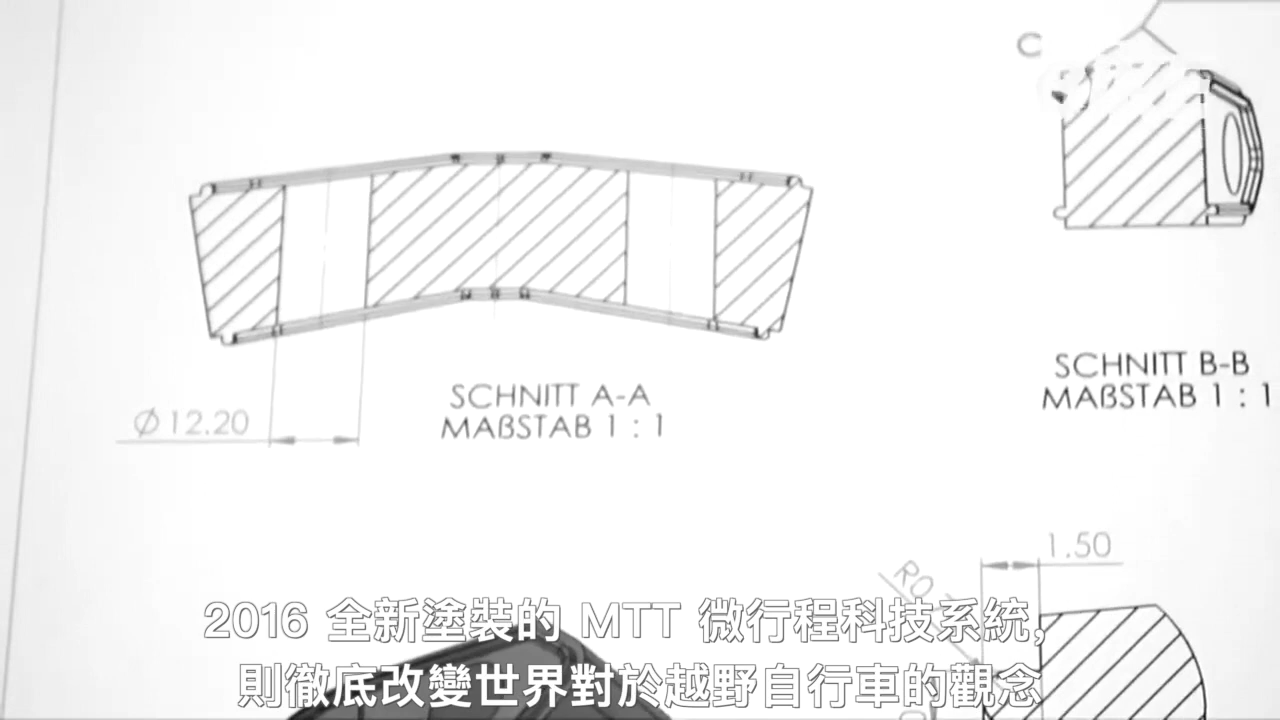 C
SCHNITT B-B
MAßSTAB 1 : 1
SCHNITT A-A
MAßSTAB 1 : 1
Ø12.20
1.50
R0
2016 全新塗裝的 MTT 微行程科技系統,
則徹底改變世界對於越野自行車的觀念